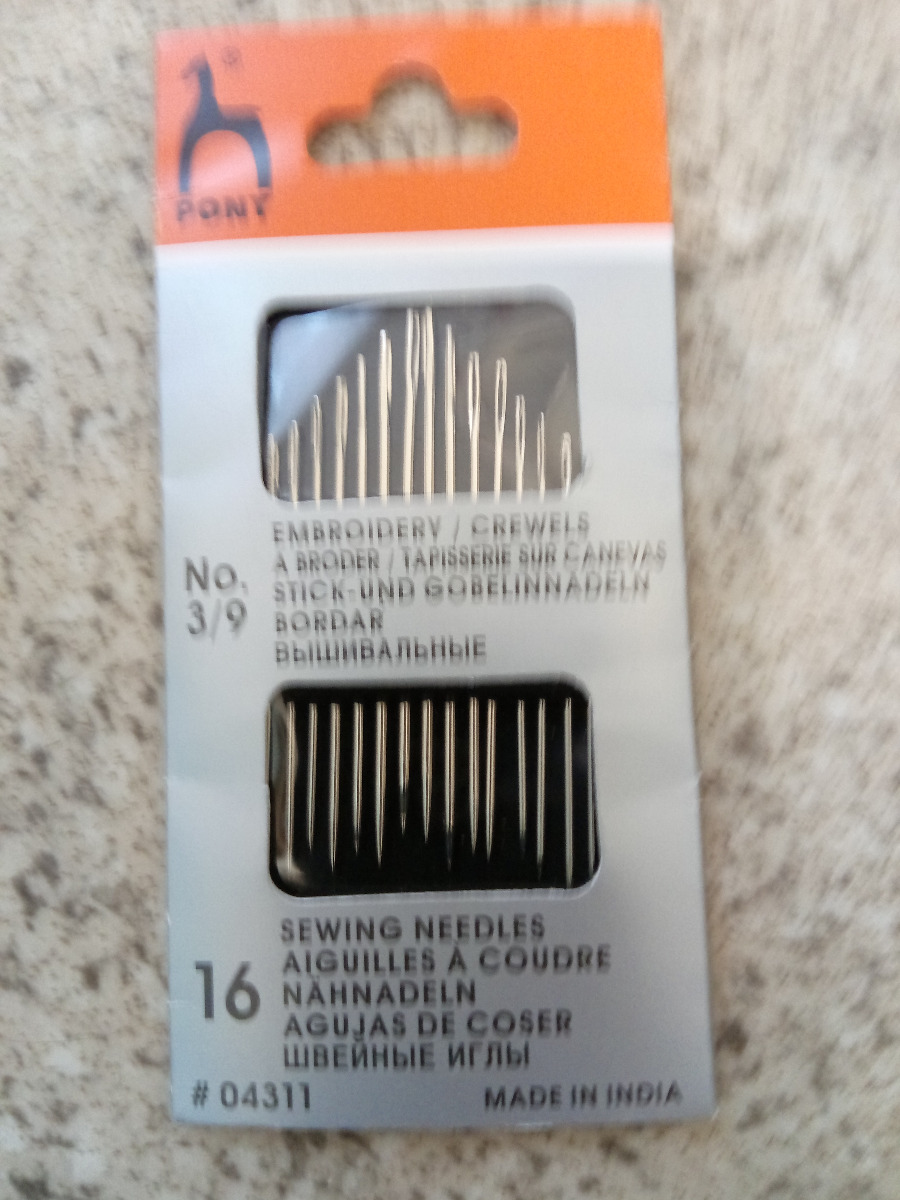 ®
PONY
EMBROIDERY / CREWELS
À BRODER / TAPISSERIE SUR CANEVAS
No. 3/9
STICK-UND GOBELINNADELN
BORDAR
ВЫШИВАЛЬНЫЕ
16
SEWING NEEDLES
AIGUILLES À COUDRE
NÄHNADELN
AGUJAS DE COSER
ШВЕЙНЫЕ ИГЛЫ
# 04311
MADE IN INDIA